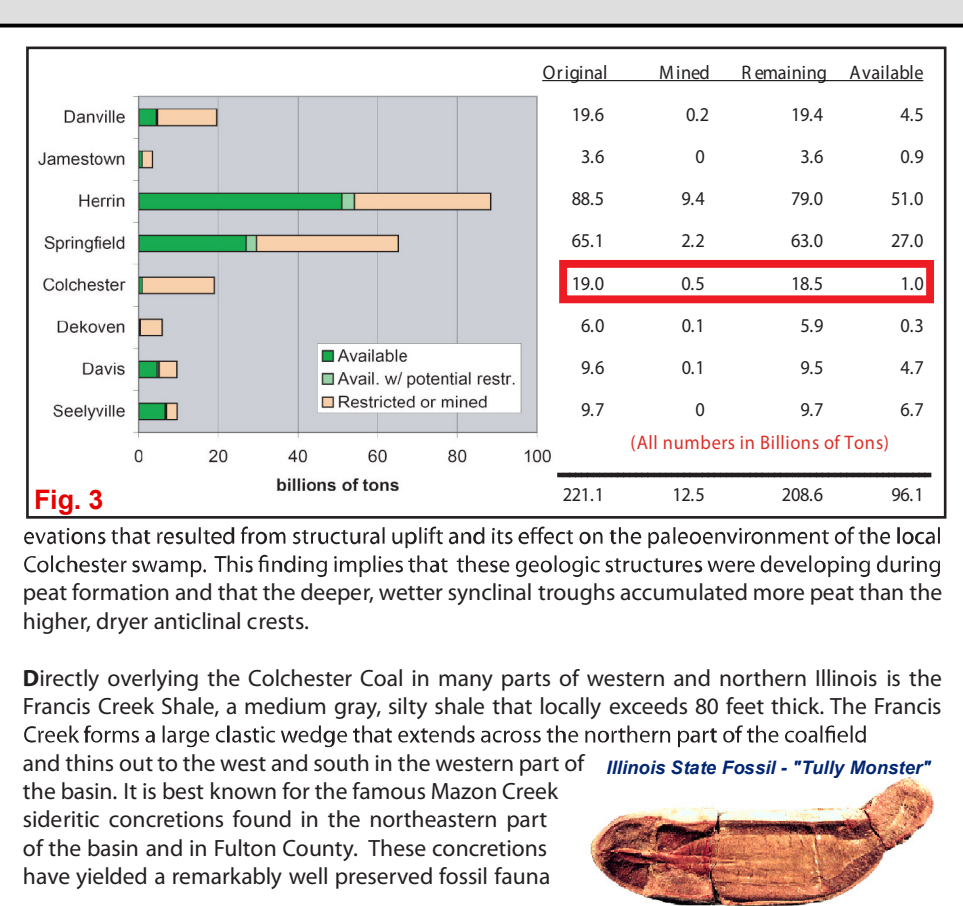 Original Mined Remaining Available
Danville 19.6 0.2 19.4 4.5
Jamestown 3.6 0 3.6 0.9
Herrin 88.5 9.4 79.0 51.0
Springfield 65.1 2.2 63.0 27.0
Colchester 19.0 0.5 18.5 1.0
Dekoven 6.0 0.1 5.9 0.3
Available
Davis 9.6 0.1 9.5 4.7
Avail. w/ potential restr.
Restricted or mined
Seelyville 9.7 0 9.7 6.7
(All numbers in Billions of Tons)
0 20 40 60 80 100
billions of tons
Fig. 3
221.1 12.5 208.6 96.1
evations that resulted from structural uplift and its effect on the paleoenvironment of the local
Colchester swamp. This finding implies that these geologic structures were developing during
peat formation and that the deeper, wetter synclinal troughs accumulated more peat than the
higher, dryer anticlinal crests.
Directly overlying the Colchester Coal in many parts of western and northern Illinois is the
Francis Creek Shale, a medium gray, silty shale that locally exceeds 80 feet thick. The Francis
Creek forms a large clastic wedge that extends across the northern part of the coalfield
and thins out to the west and south in the western part of
the basin. It is best known for the famous Mazon Creek
sideritic concretions found in the northeastern part
of the basin and in Fulton County. These concretions
have yielded a remarkably well preserved fossil fauna
Illinois State Fossil - "Tully Monster"